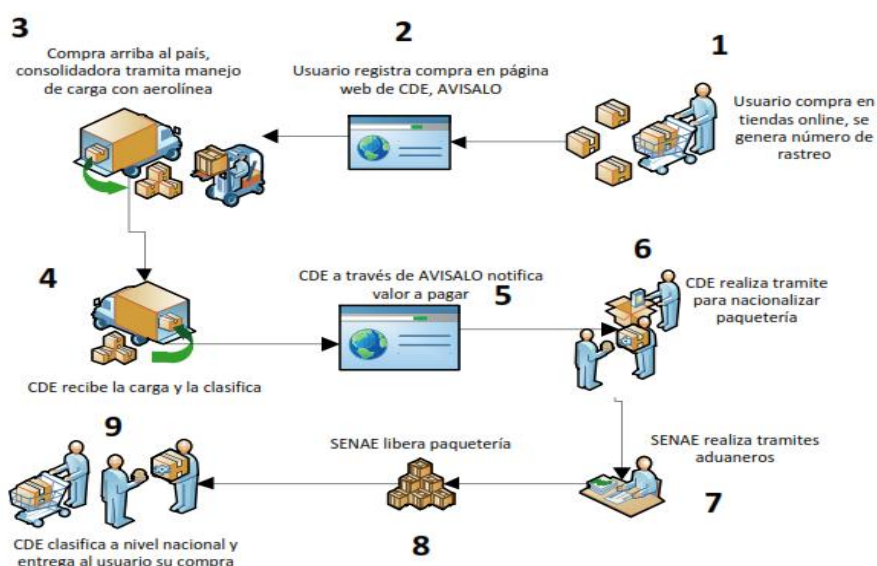 1
Usuario compra en
tiendas online, se
genera número de
rastreo
2
Usuario registra compra en página
web de CDE, AVISALO
3
Compra arriba al país,
consolidadora tramita manejo
de carga con aerolínea
4
CDE recibe la carga y la clasifica
CDE a través de AVISALO notifica
valor a pagar
5
6
CDE realiza tramite
para nacionalizar
paquetería
SENAE realiza tramites
aduaneros
7
SENAE libera paquetería
8
9
CDE clasifica a nivel nacional y
entrega al usuario su compra